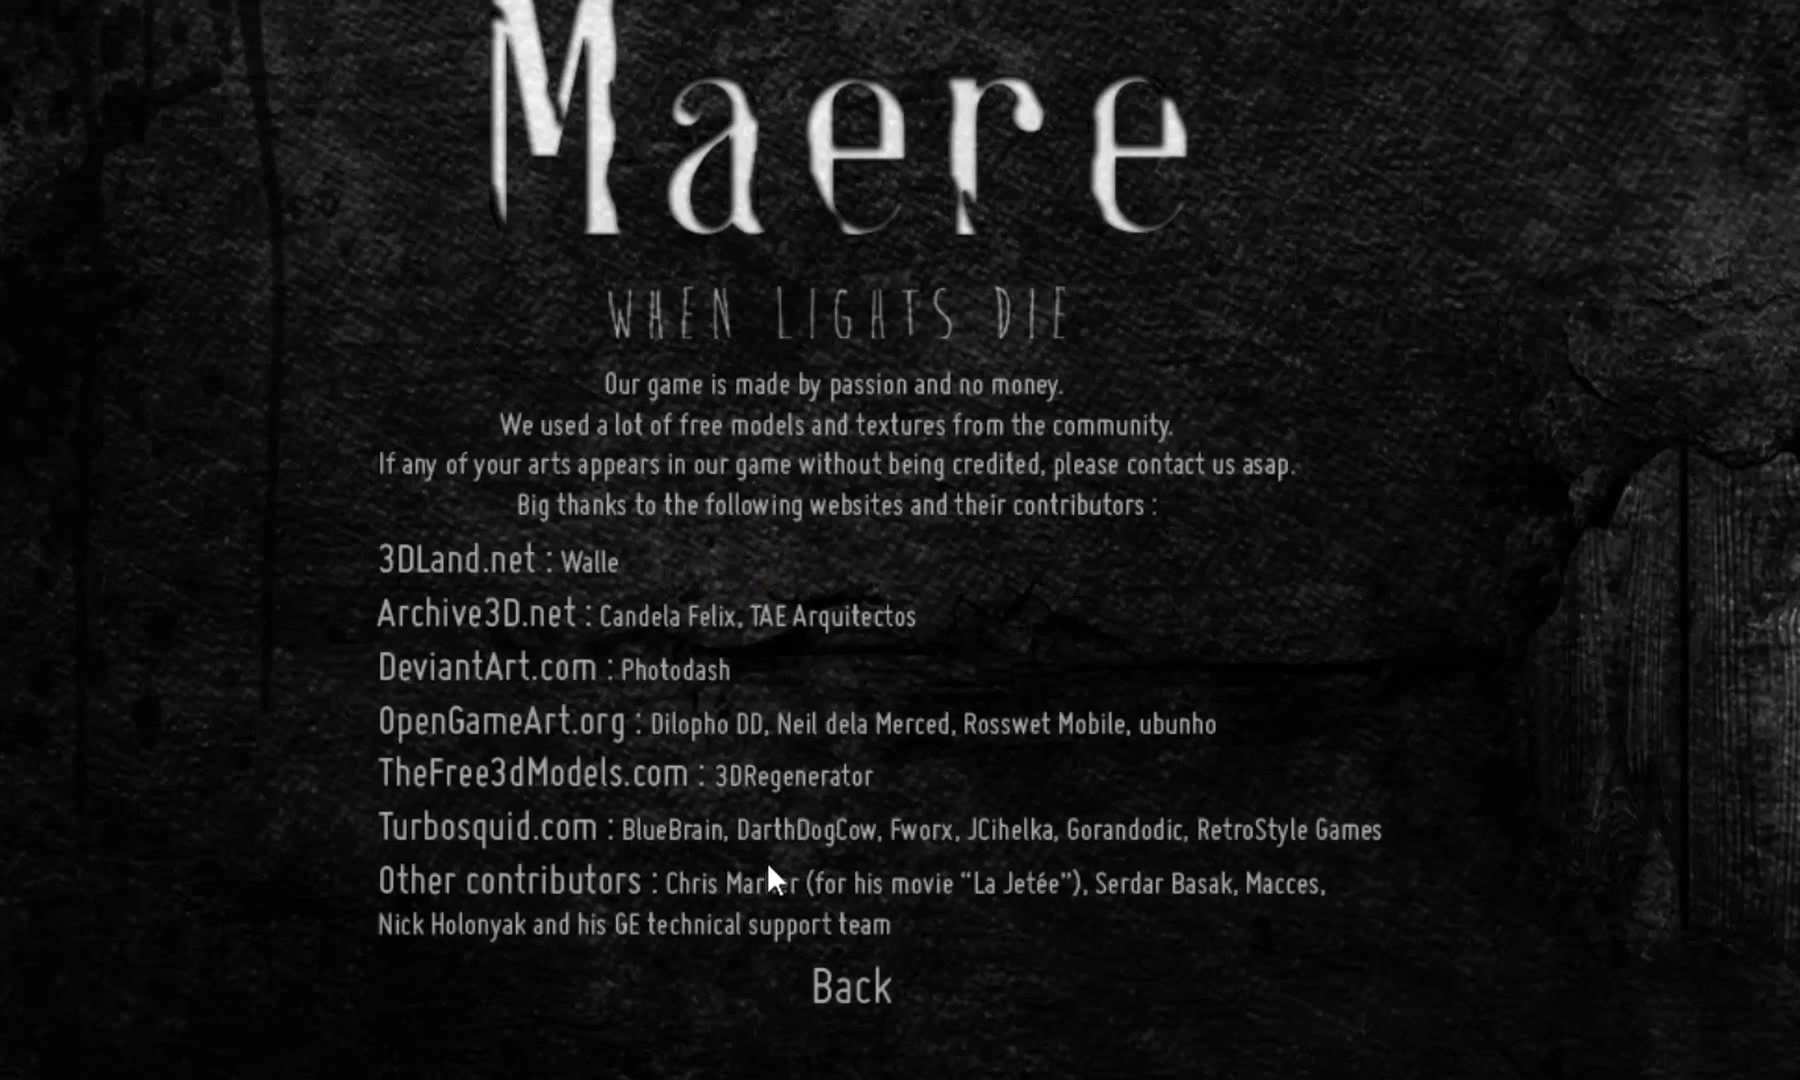 Maere
WHEN LIGHTS DIE
Our game is made by passion and no money.
We used a lot of free models and textures from the community.
If any of your arts appears in our game without being credited, please contact us asap.
Big thanks to the following websites and their contributors :
3DLand.net : Walle
Archive3D.net : Candela Felix, TAE Arquitectos
DeviantArt.com : Photodash
OpenGameArt.org : Dilopho DD, Neil dela Merced, Rosswet Mobile, ubunho
TheFree3dModels.com : 3DRegenerator
Turbosquid.com : BlueBrain, DarthDogCow, Fworx, JCihelka, Gorandodic, RetroStyle Games
Other contributors : Chris Marker (for his movie “La Jetée”), Serdar Basak, Macces,
Nick Holonyak and his GE technical support team
Back